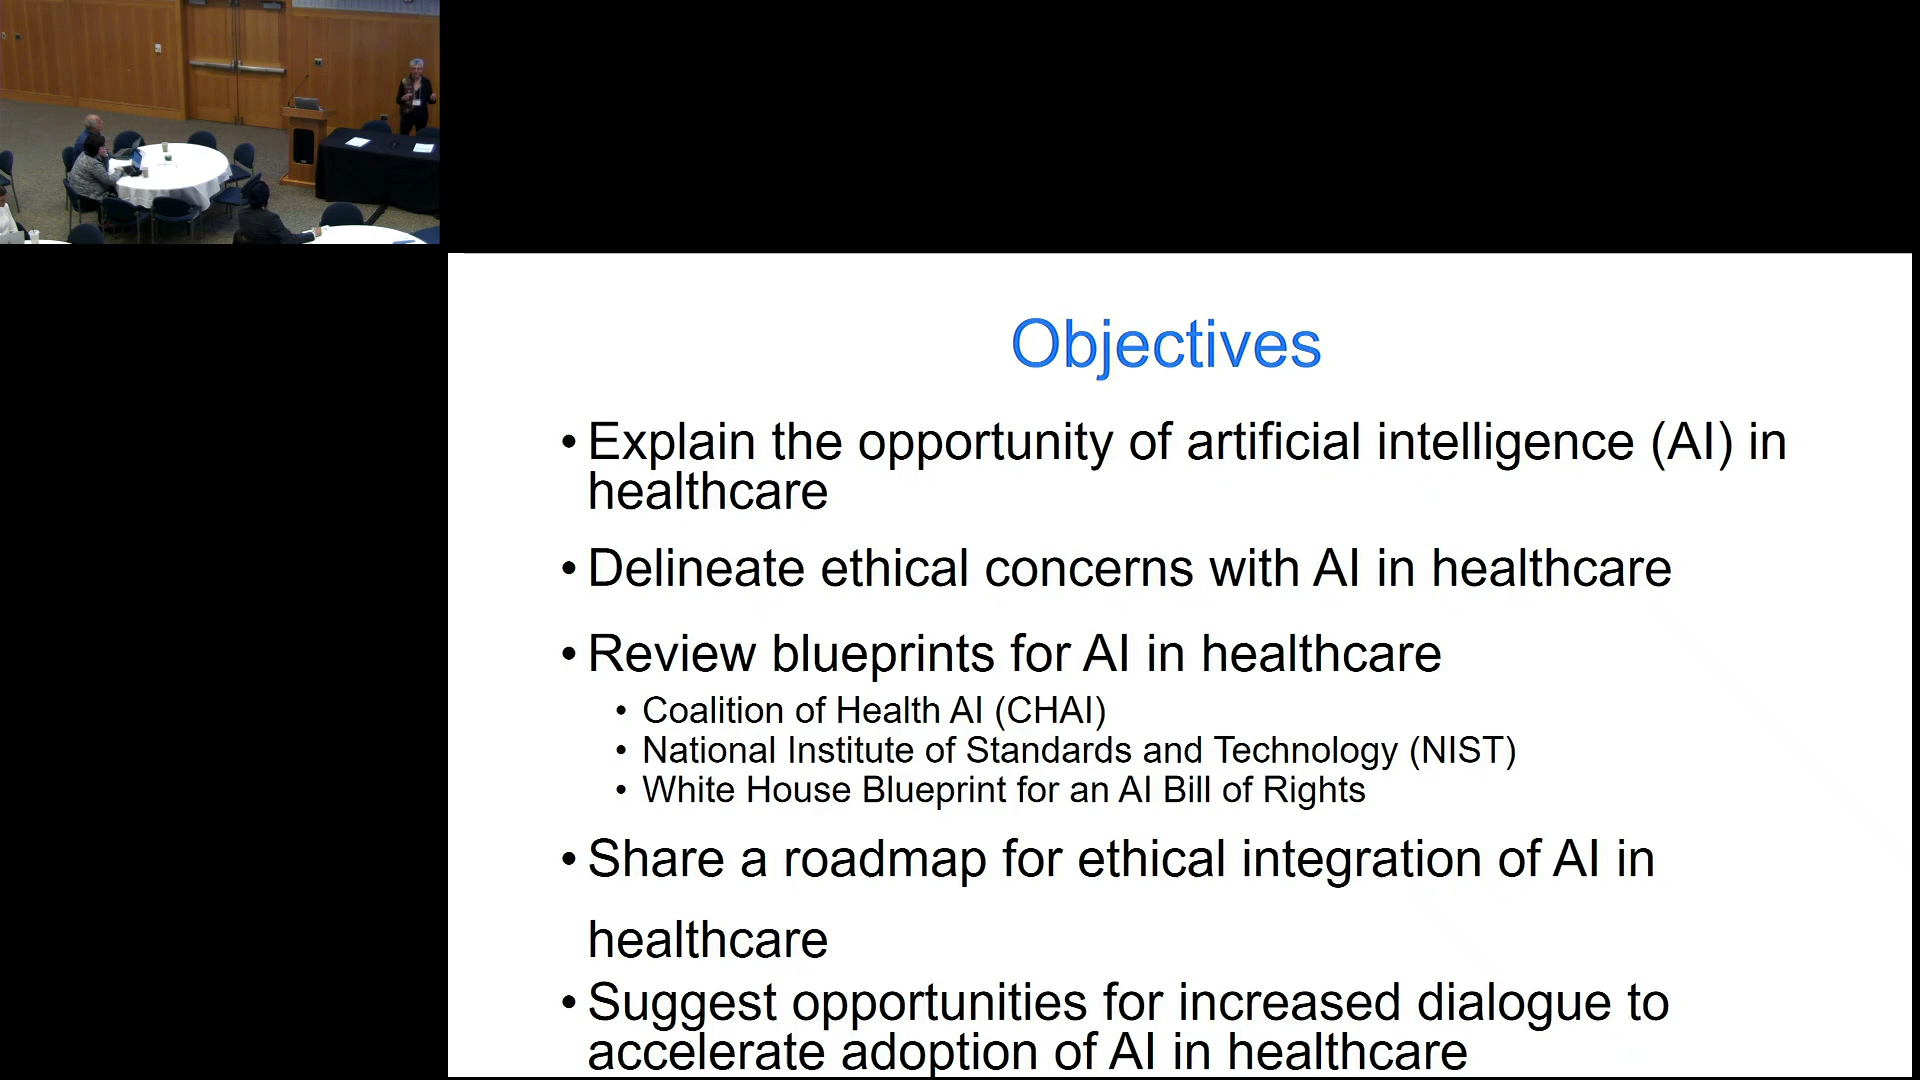 Objectives
• Explain the opportunity of artificial intelligence (AI) in
healthcare
• Delineate ethical concerns with AI in healthcare
• Review blueprints for AI in healthcare
• Coalition of Health AI (CHAI)
• National Institute of Standards and Technology (NIST)
• White House Blueprint for an AI Bill of Rights
• Share a roadmap for ethical integration of AI in
healthcare
• Suggest opportunities for increased dialogue to
accelerate adoption of AI in healthcare